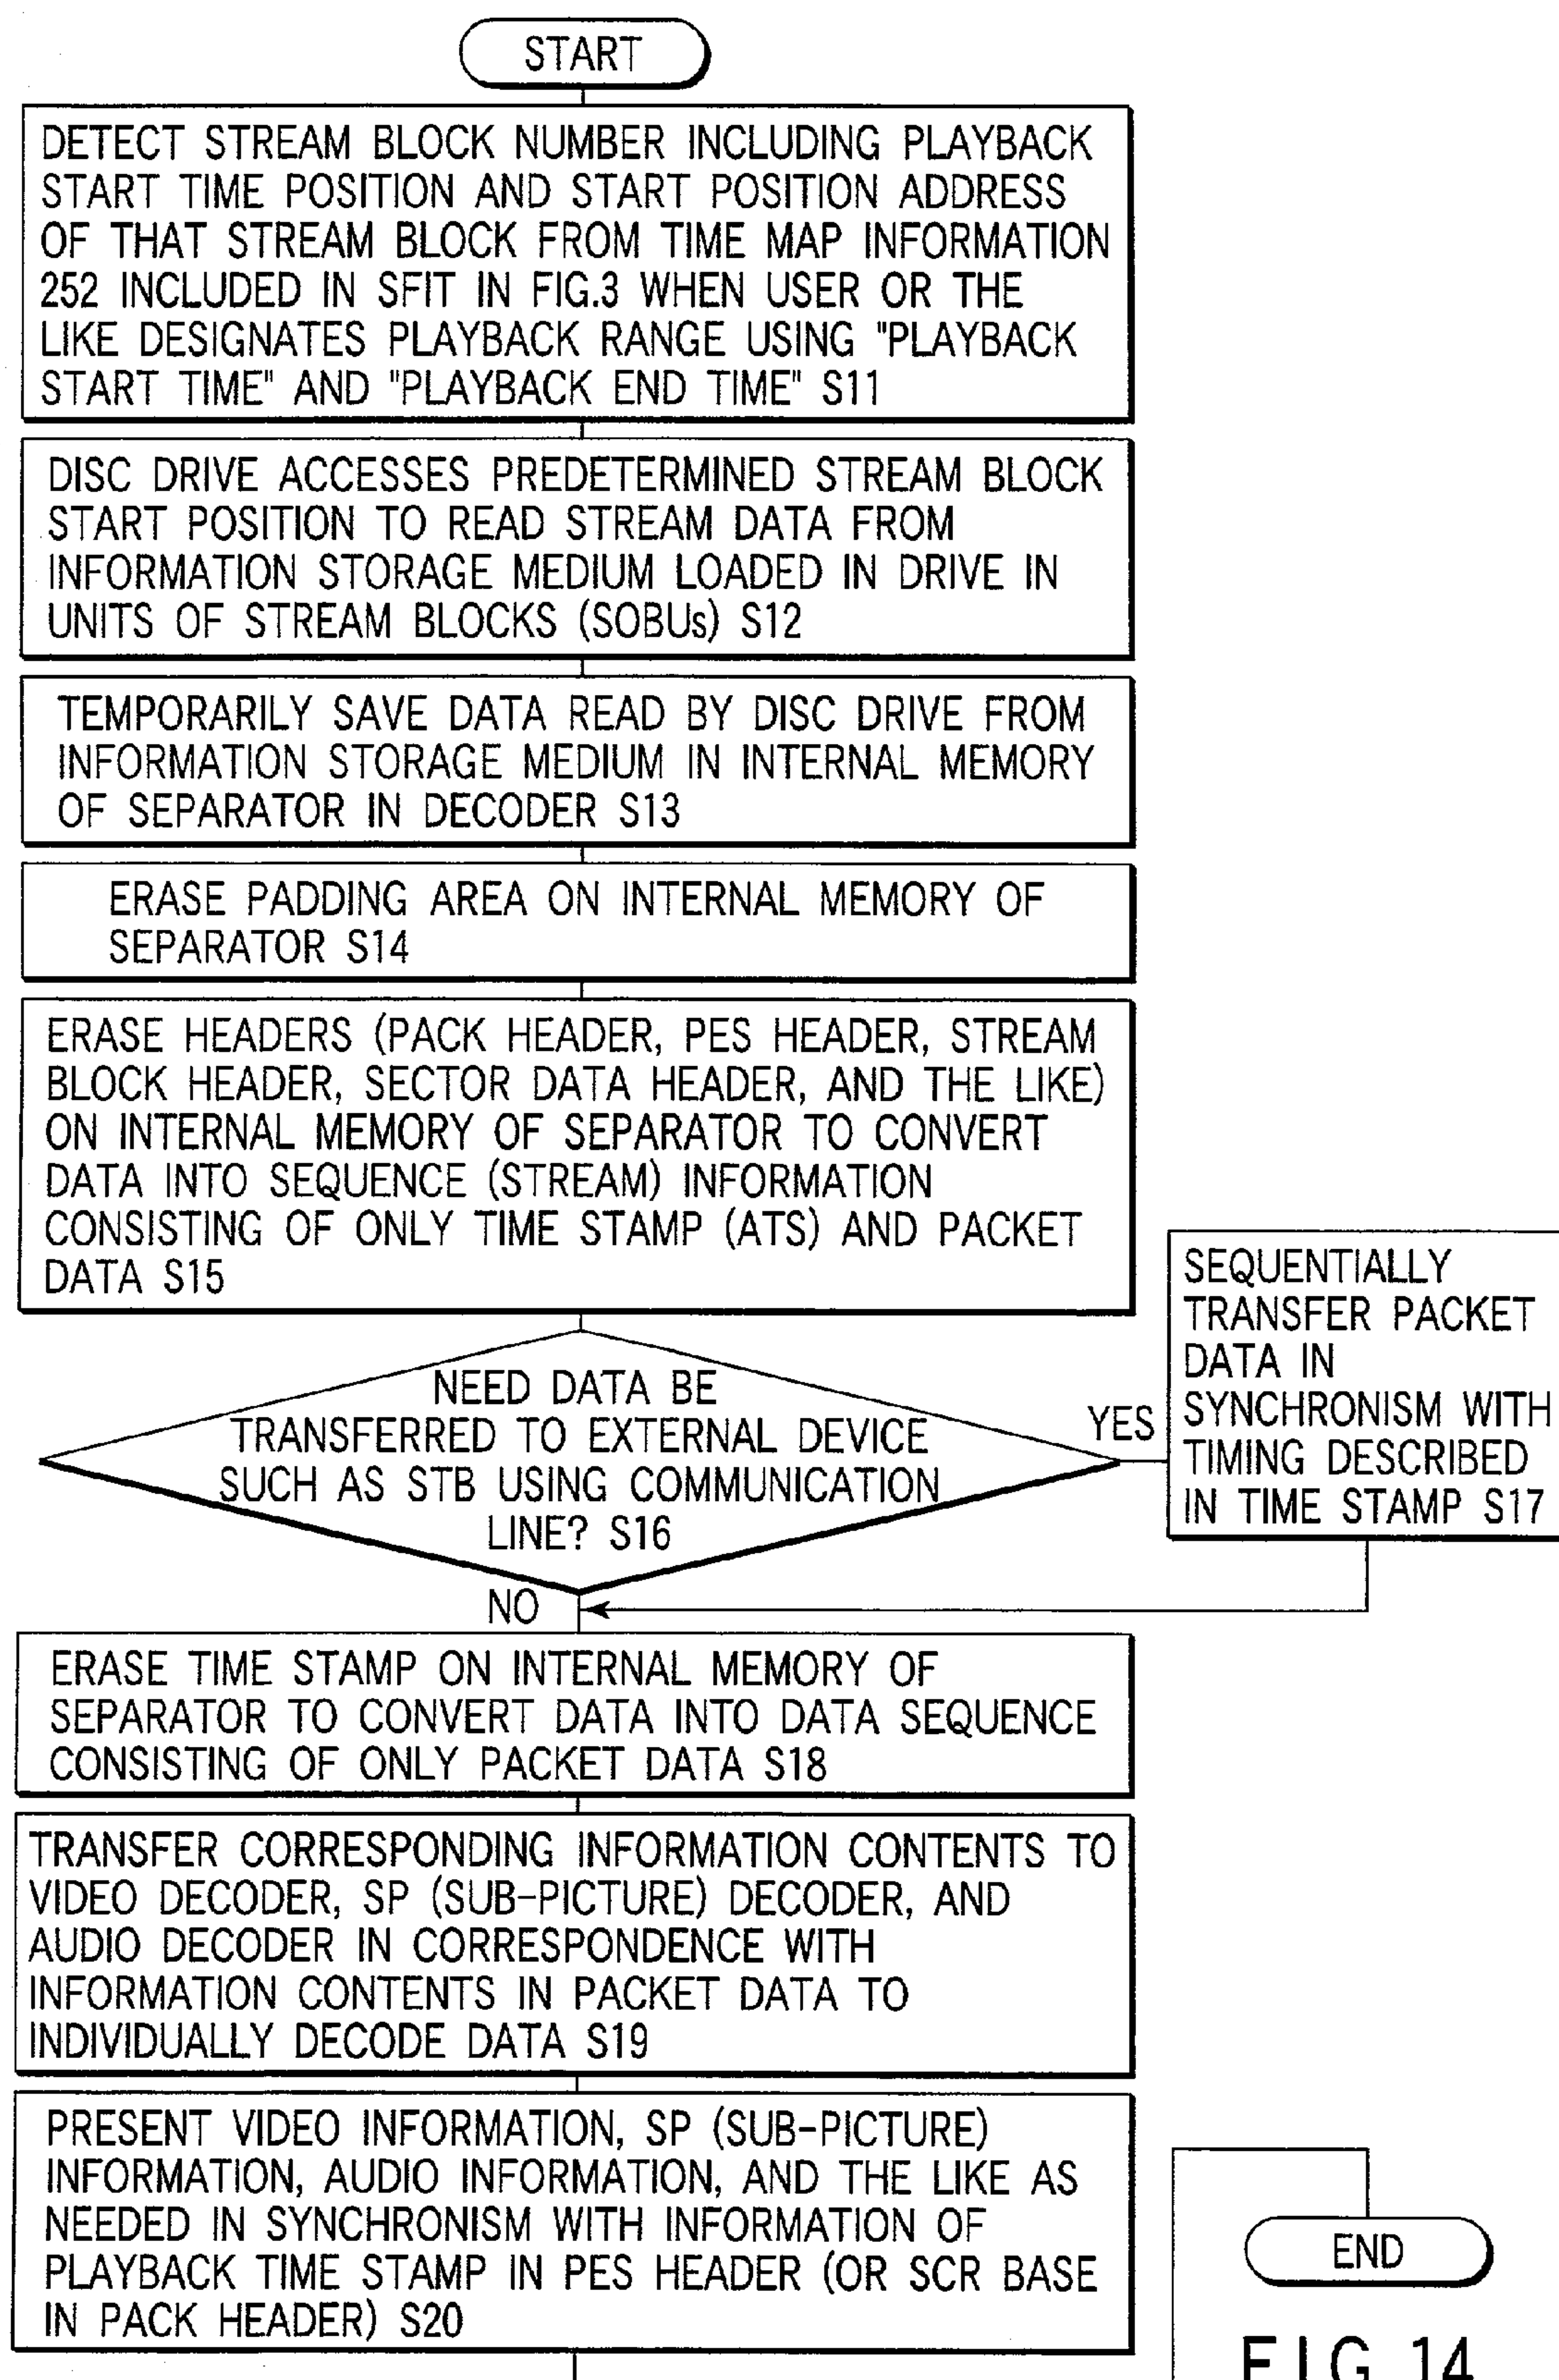 START
DETECT STREAM BLOCK NUMBER INCLUDING PLAYBACK
START TIME POSITION AND START POSITION ADDRESS
OF THAT STREAM BLOCK FROM TIME MAP INFORMATION
252 INCLUDED IN SFIT IN FIG.3 WHEN USER OR THE
LIKE DESIGNATES PLAYBACK RANGE USING "PLAYBACK
START TIME" AND "PLAYBACK END TIME" S11
DISC DRIVE ACCESSES PREDETERMINED STREAM BLOCK
START POSITION TO READ STREAM DATA FROM
INFORMATION STORAGE MEDIUM LOADED IN DRIVE IN
UNITS OF STREAM BLOCKS (SOBUs) S12
TEMPORARILY SAVE DATA READ BY DISC DRIVE FROM
INFORMATION STORAGE MEDIUM IN INTERNAL MEMORY
OF SEPARATOR IN DECODER S13
ERASE PADDING AREA ON INTERNAL MEMORY OF
SEPARATOR S14
ERASE HEADERS (PACK HEADER, PES HEADER, STREAM
BLOCK HEADER, SECTOR DATA HEADER, AND THE LIKE)
ON INTERNAL MEMORY OF SEPARATOR TO CONVERT
DATA INTO SEQUENCE (STREAM) INFORMATION
CONSISTING OF ONLY TIME STAMP (ATS) AND PACKET
DATA S15
NEED DATA BE
TRANSFERRED TO EXTERNAL DEVICE
SUCH AS STB USING COMMUNICATION
LINE? S16
YES
SEQUENTIALLY
TRANSFER PACKET
DATA IN
SYNCHRONISM WITH
TIMING DESCRIBED
IN TIME STAMP S17
NO
ERASE TIME STAMP ON INTERNAL MEMORY OF
SEPARATOR TO CONVERT DATA INTO DATA SEQUENCE
CONSISTING OF ONLY PACKET DATA S18
TRANSFER CORRESPONDING INFORMATION CONTENTS TO
VIDEO DECODER, SP (SUB-PICTURE) DECODER, AND
AUDIO DECODER IN CORRESPONDENCE WITH
INFORMATION CONTENTS IN PACKET DATA TO
INDIVIDUALLY DECODE DATA S19
PRESENT VIDEO INFORMATION, SP (SUB-PICTURE)
INFORMATION, AUDIO INFORMATION, AND THE LIKE AS
NEEDED IN SYNCHRONISM WITH INFORMATION OF
PLAYBACK TIME STAMP IN PES HEADER (OR SCR BASE
IN PACK HEADER) S20
END
FIG. 14